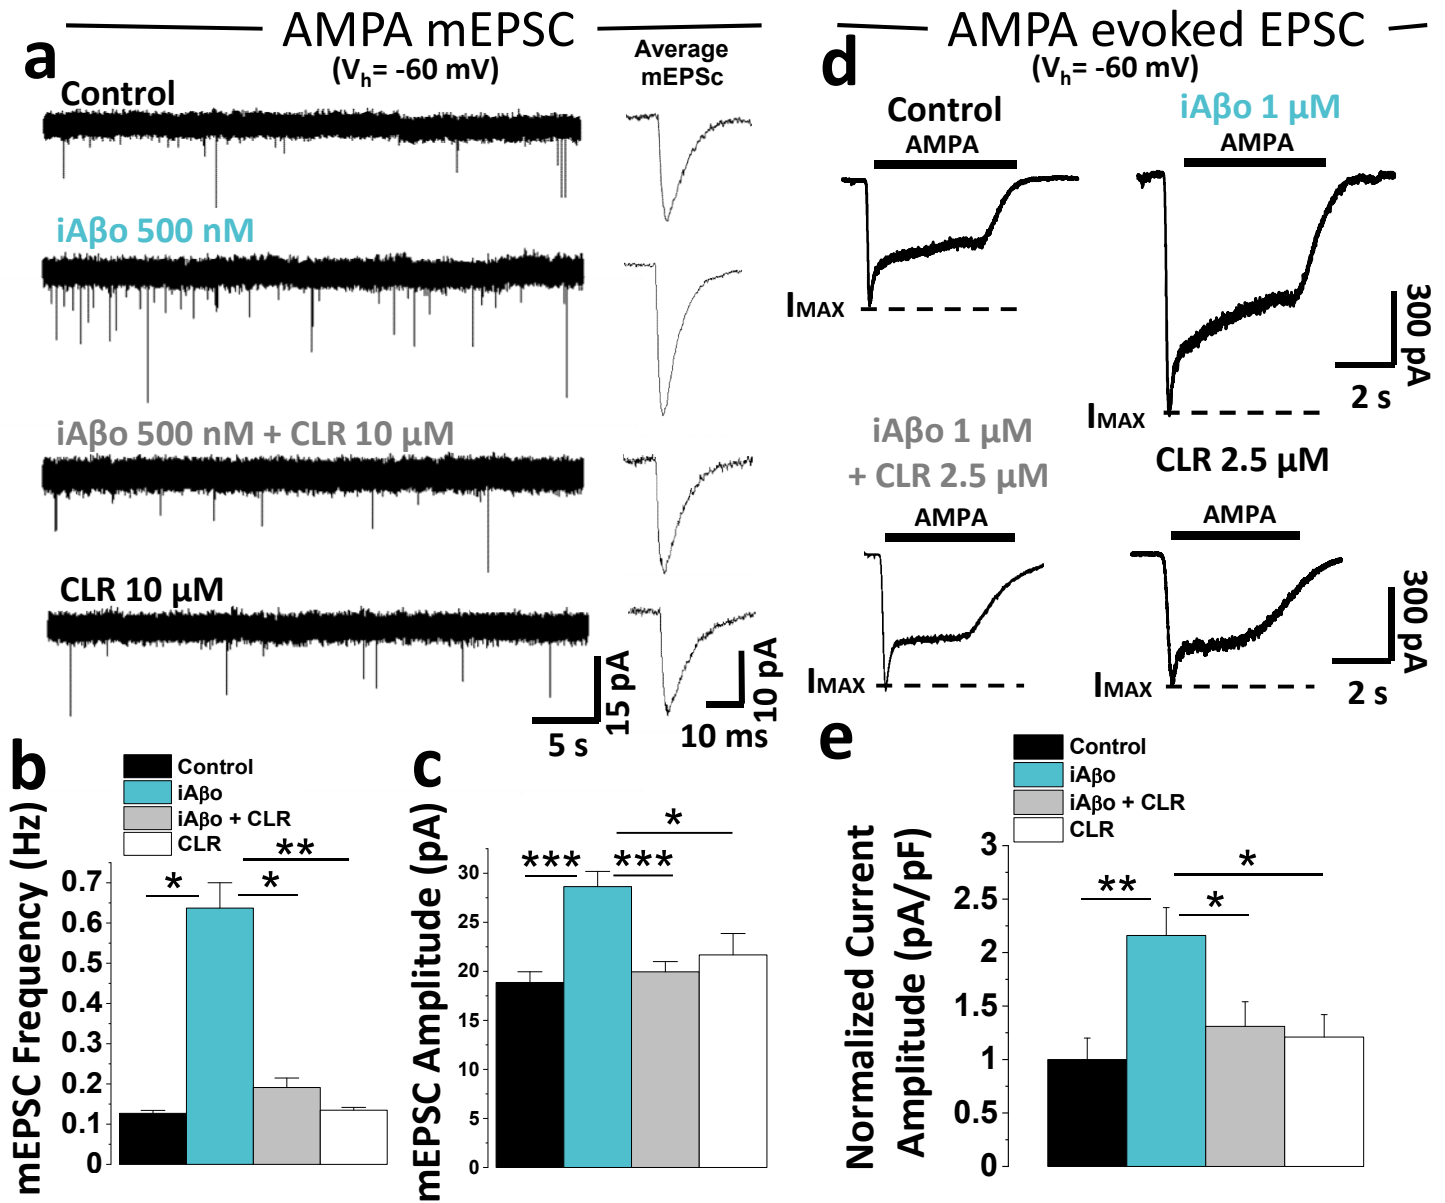 a
AMPA mEPSC
(Vh= -60 mV)
Average
mEPSc
Control
iAβo 500 nM
iAβo 500 nM + CLR 10 μM
CLR 10 μM
15 pA
5 s
10 pA
10 ms
d
AMPA evoked EPSC
(Vh= -60 mV)
Control
AMPA
IMAX
iAβo 1 μM
AMPA
IMAX
300 pA
2 s
iAβo 1 μM
+ CLR 2.5 μM
AMPA
IMAX
CLR 2.5 μM
AMPA
IMAX
300 pA
2 s
b
Control
iAβo
iAβo + CLR
CLR
mEPSC Frequency (Hz)
0.7
0.6
0.5
0.4
0.3
0.2
0.1
0
*
**
*
c
mEPSC Amplitude (pA)
30
25
20
15
10
5
0
***
***
*
e
Control
iAβo
iAβo + CLR
CLR
Normalized Current
Amplitude (pA/pF)
3
2.5
2
1.5
1
0.5
0
**
*
*